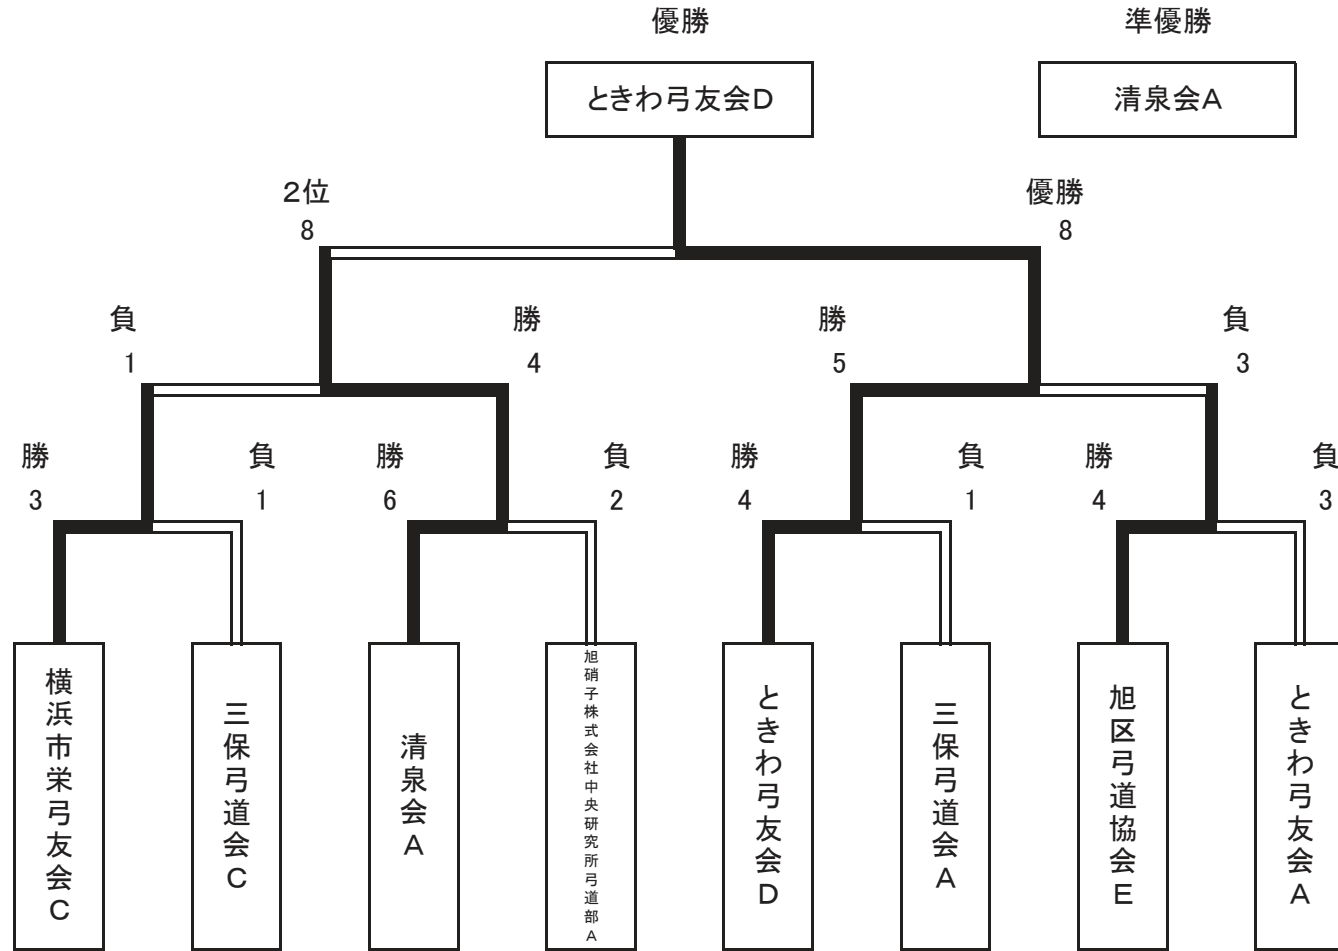 優勝 準優勝
ときわ弓友会D 清泉会A
2位 優勝
8 8
負 勝 勝 負
1 4 5 3
勝 負 勝 負 勝 負 勝 負
3 1 6 2 4 1 4 3
横浜市栄弓友会C
三保弓道会C
清泉会A
旭硝子株式会社中央研究所弓道部A
ときわ弓友会D
三保弓道会A
旭区弓道協会E
ときわ弓友会A